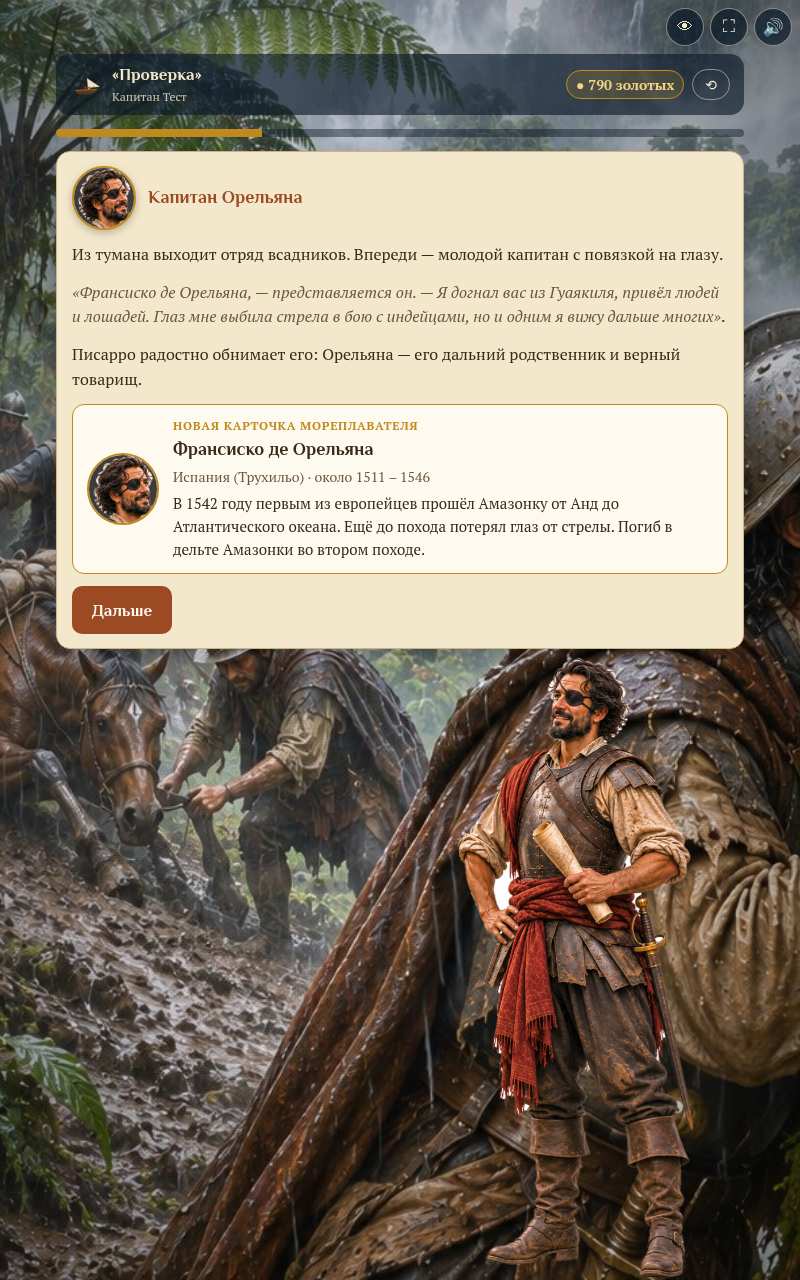 «Проверка»
Капитан Тест
● 790 золотых
Капитан Орельяна
Из тумана выходит отряд всадников. Впереди — молодой капитан с повязкой на глазу.
«Франсиско де Орельяна, — представляется он. — Я догнал вас из Гуаякиля, привёл людей
и лошадей. Глаз мне выбила стрела в бою с индейцами, но и одним я вижу дальше многих».
Писарро радостно обнимает его: Орельяна — его дальний родственник и верный
товарищ.
НОВАЯ КАРТОЧКА МОРЕПЛАВАТЕЛЯ
Франсиско де Орельяна
Испания (Трухильо) · около 1511 – 1546
В 1542 году первым из европейцев прошёл Амазонку от Анд до
Атлантического океана. Ещё до похода потерял глаз от стрелы. Погиб в
дельте Амазонки во втором походе.
Дальше